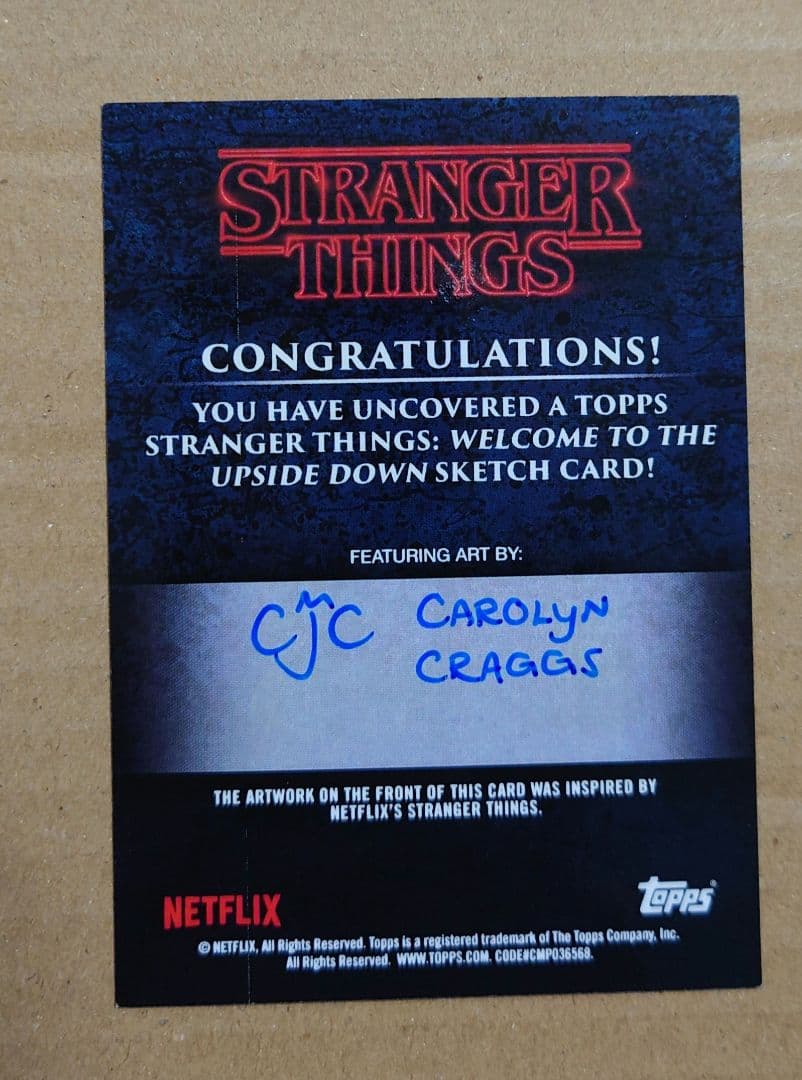 STRANGER
THINGS
CONGRATULATIONS!
YOU HAVE UNCOVERED A TOPPS
STRANGER THINGS: WELCOME TO THE
UPSIDE DOWN SKETCH CARD!
FEATURING ART BY:
CMJC CAROLYN
CRAGGS
THE ARTWORK ON THE FRONT OF THIS CARD WAS INSPIRED BY
NETFLIX'S STRANGER THINGS.
NETFLIX
topps®
© NETFLIX, All Rights Reserved. Topps is a registered trademark of The Topps Company, Inc.
All Rights Reserved. WWW.TOPPS.COM. CODE#CMP036568.